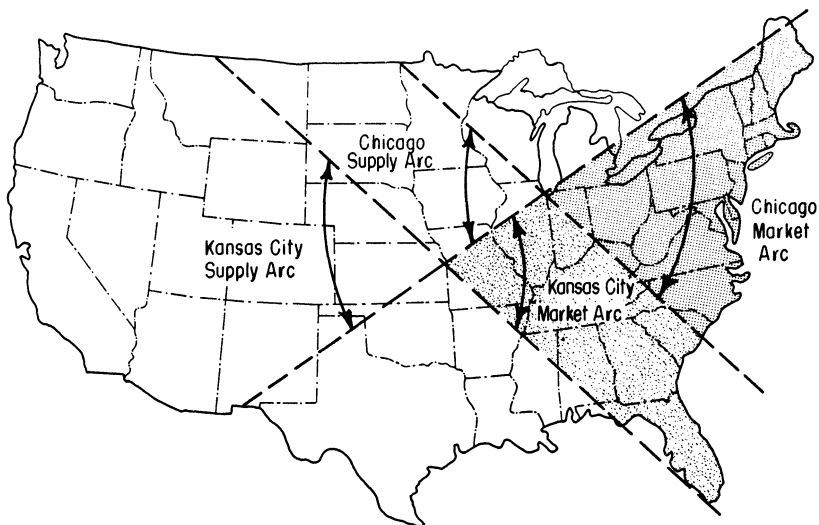 Chicago
Supply Arc
Kansas City
Supply Arc
Kansas City
Market Arc
Chicago
Market
Arc